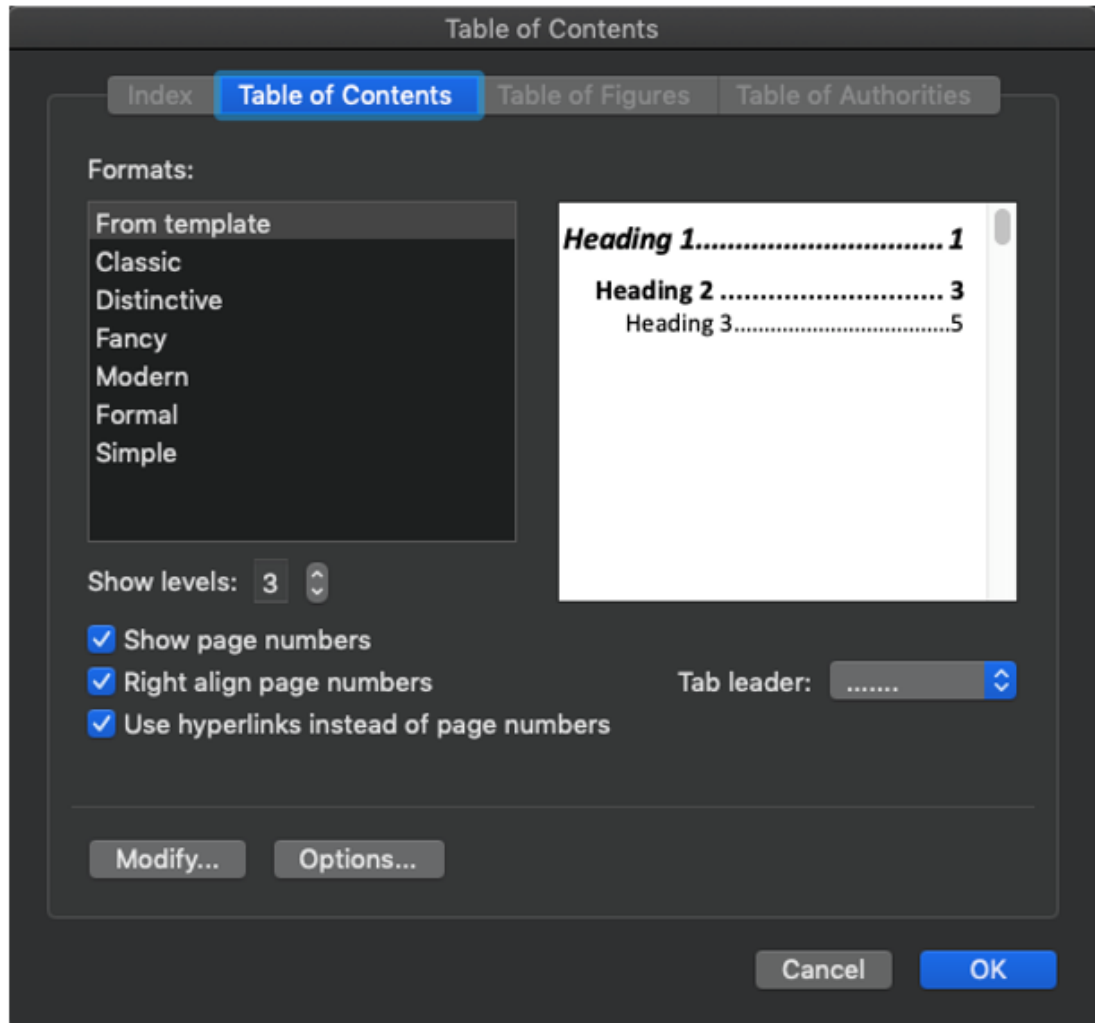 Table of Contents
Index Table of Contents Table of Figures Table of Authorities
Formats:
From template
Classic
Distinctive
Fancy
Modern
Formal
Simple
Heading 1............................... 1
Heading 2 ............................ 3
Heading 3.....................................5
Show levels: 3
Show page numbers
Right align page numbers
Tab leader: .......
Use hyperlinks instead of page numbers
Modify... Options...
Cancel OK